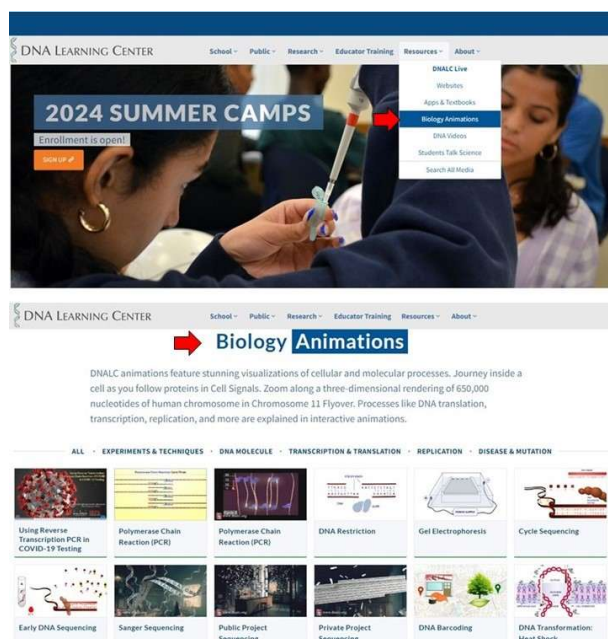 DNA LEARNING CENTER
School Public Research Educator Training Resources About
DNALC Live
Websites
Apps & Textbooks
Biology Animations
DNA Videos
Students Talk Science
Search All Media
2024 SUMMER CAMPS
Enrollment is open!
SIGN UP
DNA LEARNING CENTER
School Public Research Educator Training Resources About
Biology Animations
DNALC animations feature stunning visualizations of cellular and molecular processes. Journey inside a
cell as you follow proteins in Cell Signals. Zoom along a three-dimensional rendering of 650,000
nucleotides of human chromosome in Chromosome 11 Flyover. Processes like DNA translation,
transcription, replication, and more are explained in interactive animations.
ALL · EXPERIMENTS & TECHNIQUES · DNA MOLECULE · TRANSCRIPTION & TRANSLATION · REPLICATION · DISEASE & MUTATION
Using Reverse
Transcription PCR in
COVID-19 Testing
Polymerase Chain
Reaction (PCR)
Polymerase Chain
Reaction (PCR)
DNA Restriction
Gel Electrophoresis
Cycle Sequencing
Early DNA Sequencing
Sanger Sequencing
Public Project
Sequencing
Private Project
Sequencing
DNA Barcoding
DNA Transformation:
Heat Shock